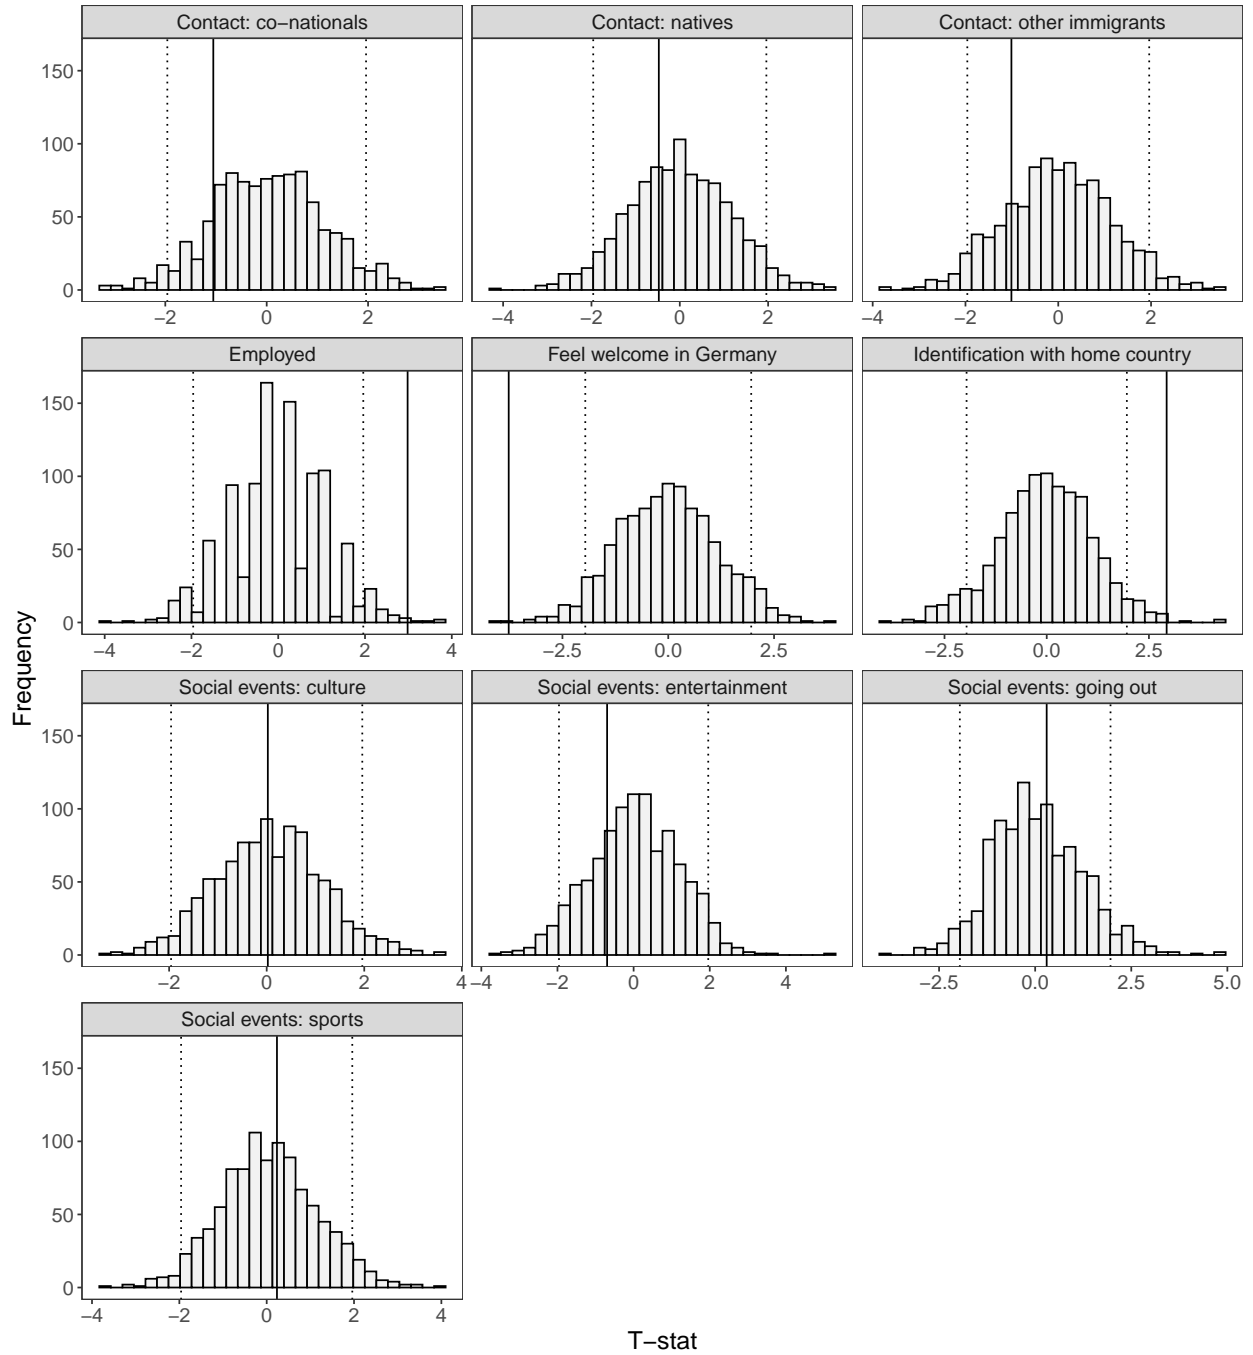 Contact: co−nationals
Contact: natives
Contact: other immigrants
150
100
50
0
−2 0 2
−4 −2 0 2
−4 −2 0 2
Employed
Feel welcome in Germany
Identification with home country
150
100
50
0
−4 −2 0 2 4
−2.5 0.0 2.5
−2.5 0.0 2.5
Frequency
Social events: culture
Social events: entertainment
Social events: going out
150
100
50
0
−2 0 2 4
−4 −2 0 2 4
−2.5 0.0 2.5 5.0
Social events: sports
150
100
50
0
−4 −2 0 2 4
T−stat